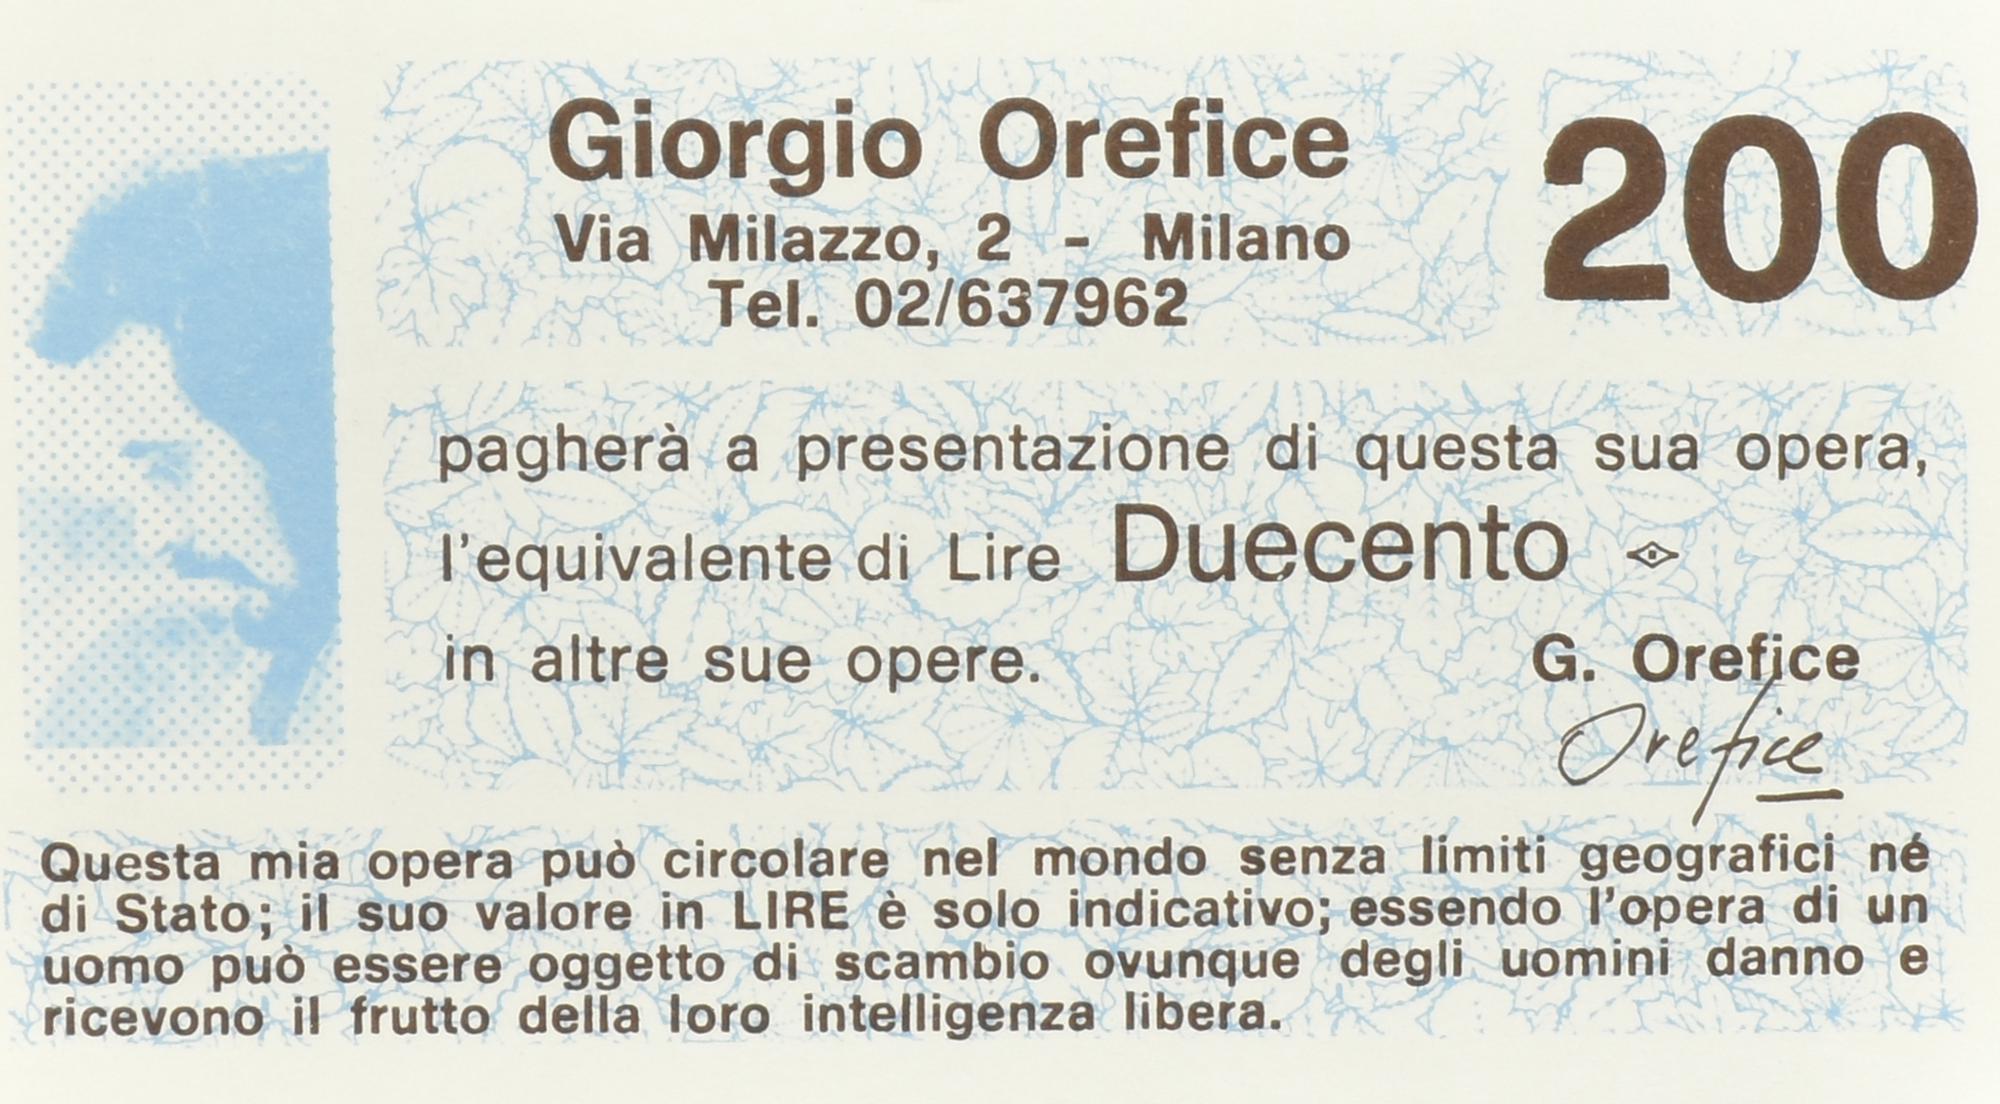 Giorgio Orefice
200
Via Milazzo, 2 - Milano
Tel. 02/637962
pagherà a presentazione di questa sua opera,
l'equivalente di Lire Duecento
in altre sue opere.
G. Orefice
Orefice
Questa mia opera può circolare nel mondo senza limiti geografici né
di Stato; il suo valore in LIRE è solo indicativo; essendo l'opera di un
uomo può essere oggetto di scambio ovunque degli uomini danno e
ricevono il frutto della loro intelligenza libera.